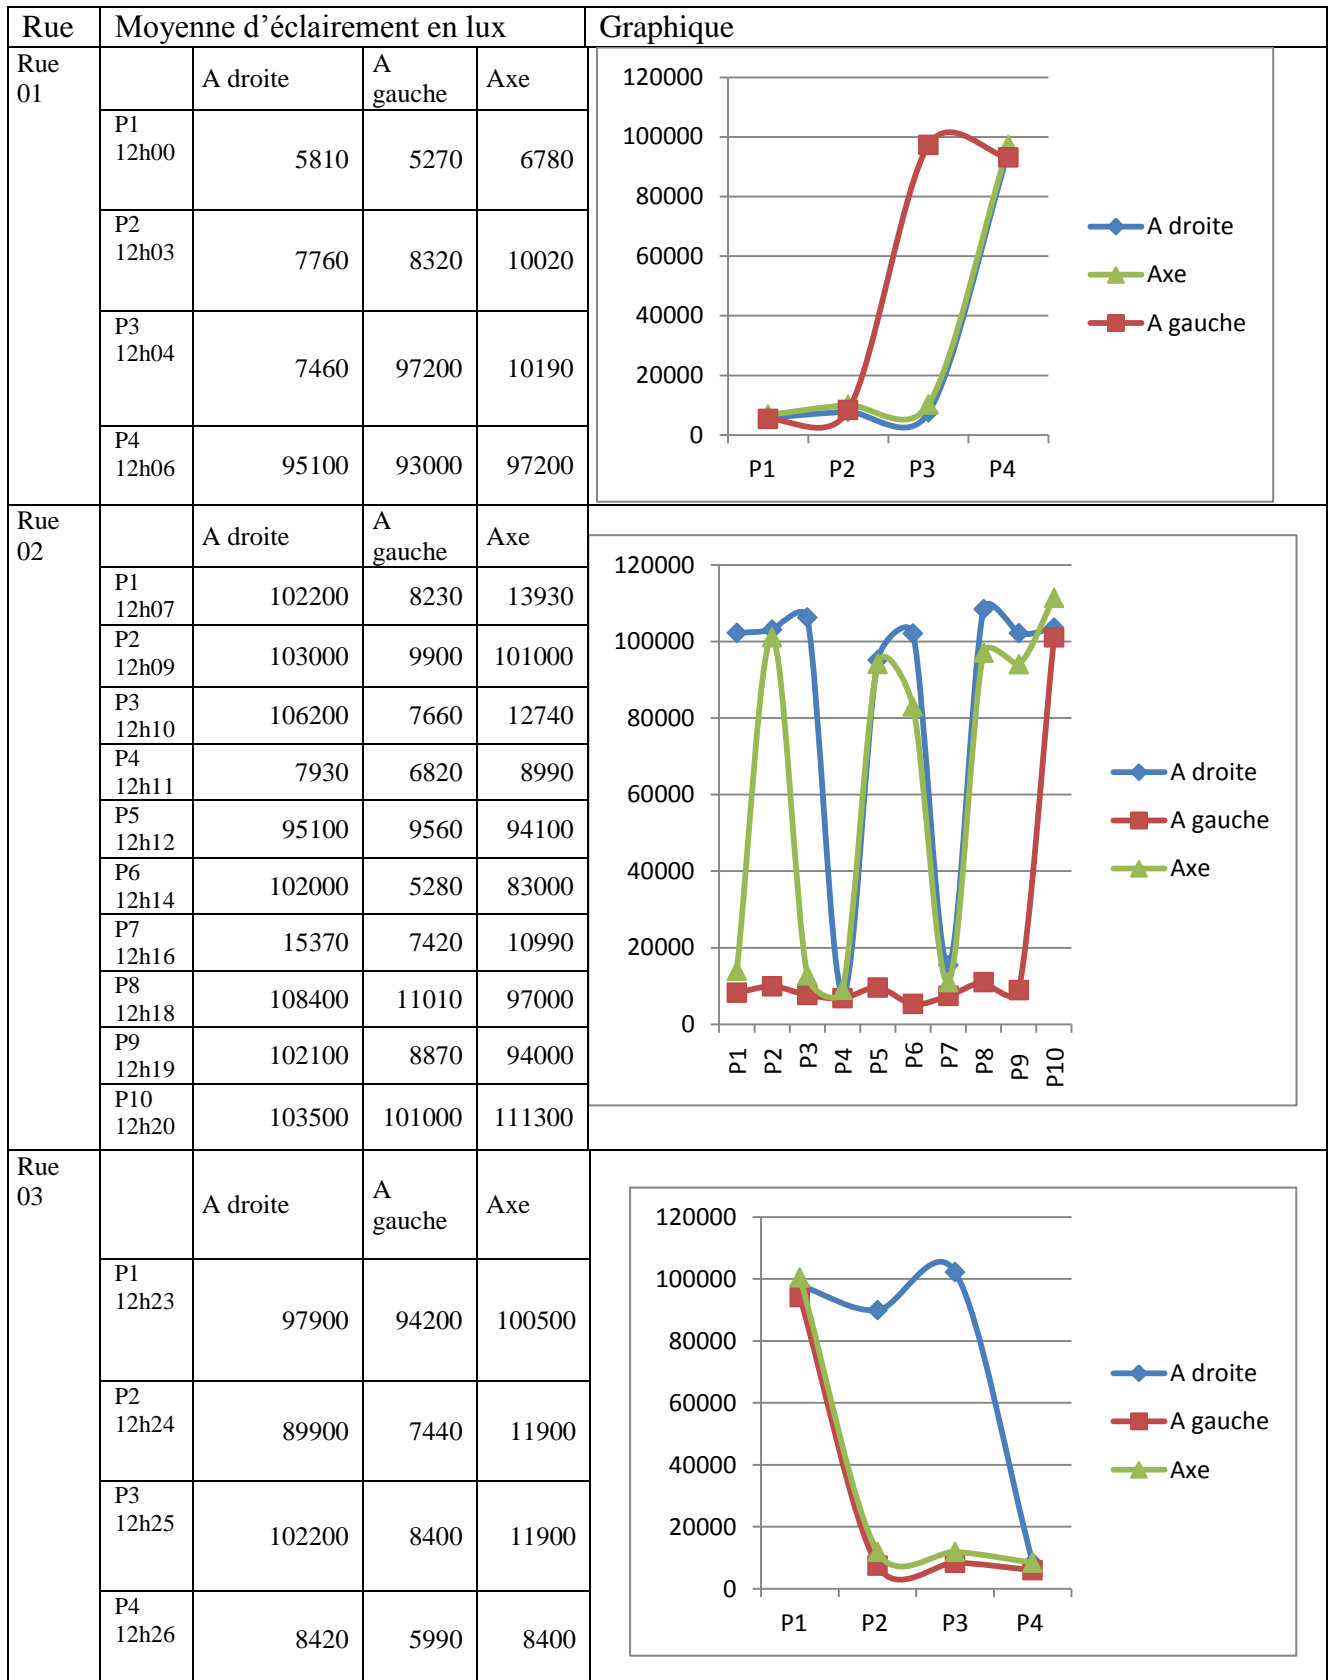 Rue Moyenne d’éclairement en lux Graphique
Rue 01
A droite A gauche Axe
P1 12h00 5810 5270 6780
P2 12h03 7760 8320 10020
P3 12h04 7460 97200 10190
P4 12h06 95100 93000 97200
120000
100000
80000
60000
40000
20000
0
P1 P2 P3 P4
A droite
Axe
A gauche
Rue 02
A droite A gauche Axe
P1 12h07 102200 8230 13930
P2 12h09 103000 9900 101000
P3 12h10 106200 7660 12740
P4 12h11 7930 6820 8990
P5 12h12 95100 9560 94100
P6 12h14 102000 5280 83000
P7 12h16 15370 7420 10990
P8 12h18 108400 11010 97000
P9 12h19 102100 8870 94000
P10 12h20 103500 101000 111300
120000
100000
80000
60000
40000
20000
0
P1 P2 P3 P4 P5 P6 P7 P8 P9 P10
A droite
A gauche
Axe
Rue 03
A droite A gauche Axe
P1 12h23 97900 94200 100500
P2 12h24 89900 7440 11900
P3 12h25 102200 8400 11900
P4 12h26 8420 5990 8400
120000
100000
80000
60000
40000
20000
0
P1 P2 P3 P4
A droite
A gauche
Axe